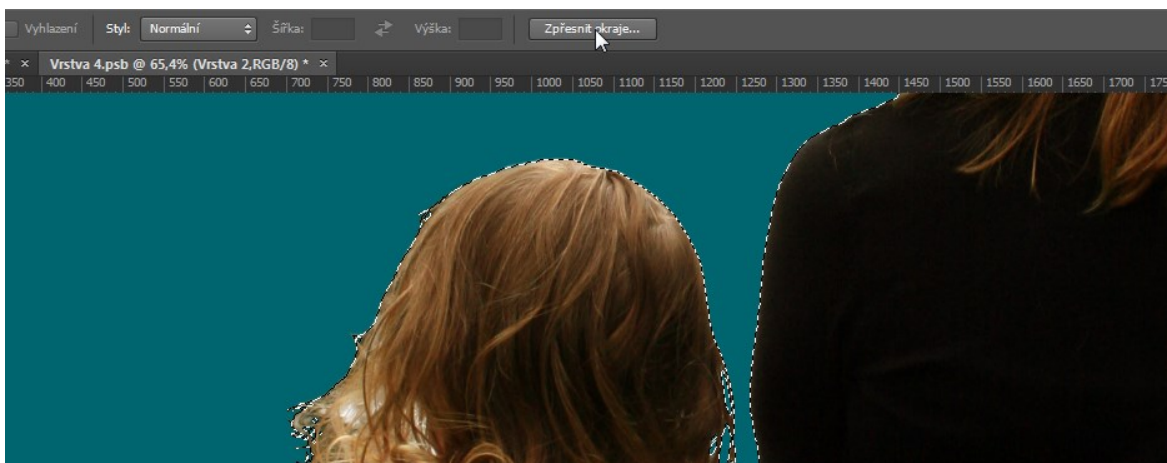 Vyhlazení Styl: Normální Šířka: Výška: Zpřesnit okraje...
* × Vrstva 4.psb @ 65,4% (Vrstva 2,RGB/8) * ×
350 400 450 500 550 600 650 700 750 800 850 900 950 1000 1050 1100 1150 1200 1250 1300 1350 1400 1450 1500 1550 1600 1650 1700 175